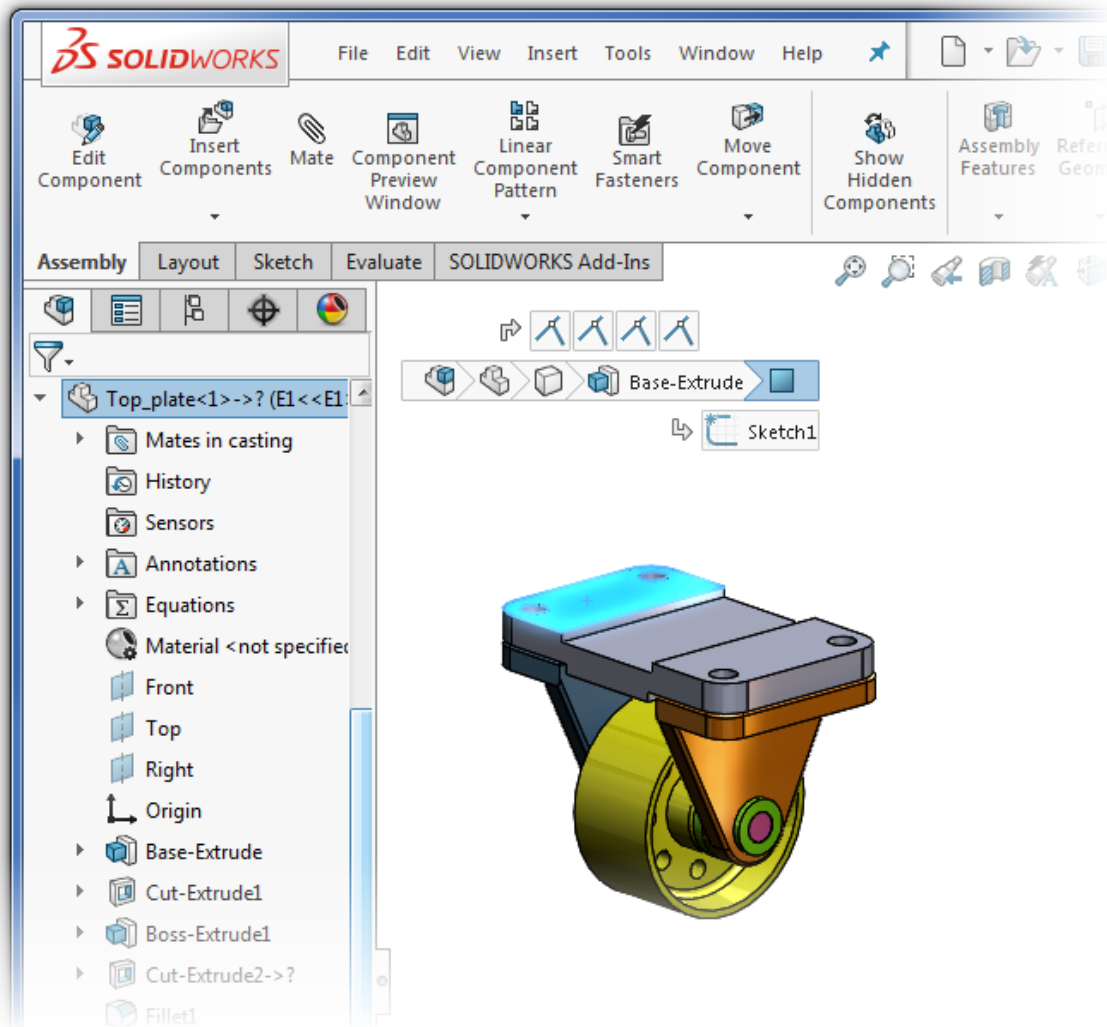 SOLIDWORKS
File Edit View Insert Tools Window Help
Edit Component
Insert Components
Mate
Component Preview Window
Linear Component Pattern
Smart Fasteners
Move Component
Show Hidden Components
Assembly Features
Assembly Layout Sketch Evaluate SOLIDWORKS Add-Ins
Base-Extrude
Sketch1
Top_plate<1>->? (E1<<E1
Mates in casting
History
Sensors
Annotations
Equations
Material <not specified
Front
Top
Right
Origin
Base-Extrude
Cut-Extrude1
Boss-Extrude1
Cut-Extrude2->?
Fillet1